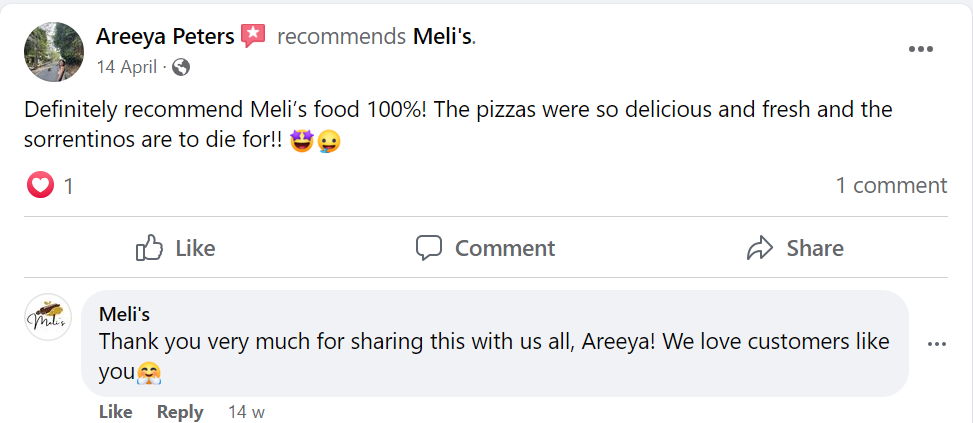 Areeya Peters recommends Meli's.
14 April ·
Definitely recommend Meli’s food 100%! The pizzas were so delicious and fresh and the
sorrentinos are to die for!! 🤩🤤
1 1 comment
Like Comment Share
Meli's
Meli's
Thank you very much for sharing this with us all, Areeya! We love customers like
you🤗
Like Reply 14 w